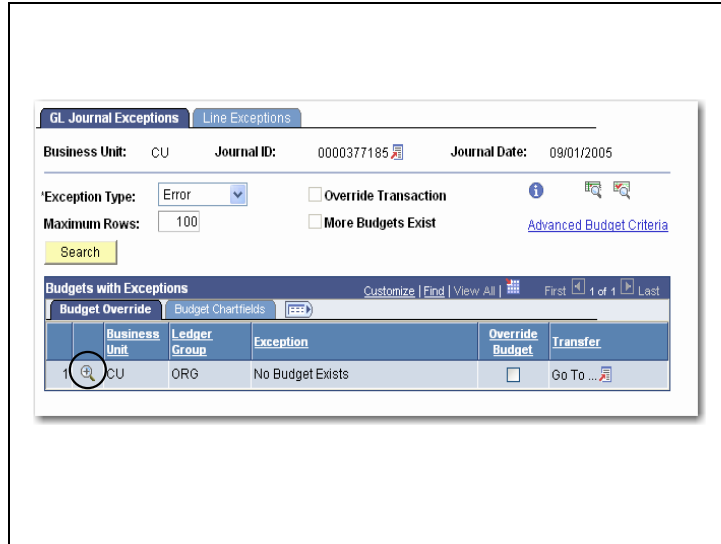 GL Journal Exceptions Line Exceptions
Business Unit: CU Journal ID: 0000377185 Journal Date: 09/01/2005
*Exception Type: Error Override Transaction
Maximum Rows: 100 More Budgets Exist Advanced Budget Criteria
Search
Budgets with Exceptions Customize | Find | View All | First 1 of 1 Last
Budget Override Budget Chartfields
Business Unit Ledger Group Exception Override Budget Transfer
1 CU ORG No Budget Exists Go To ...